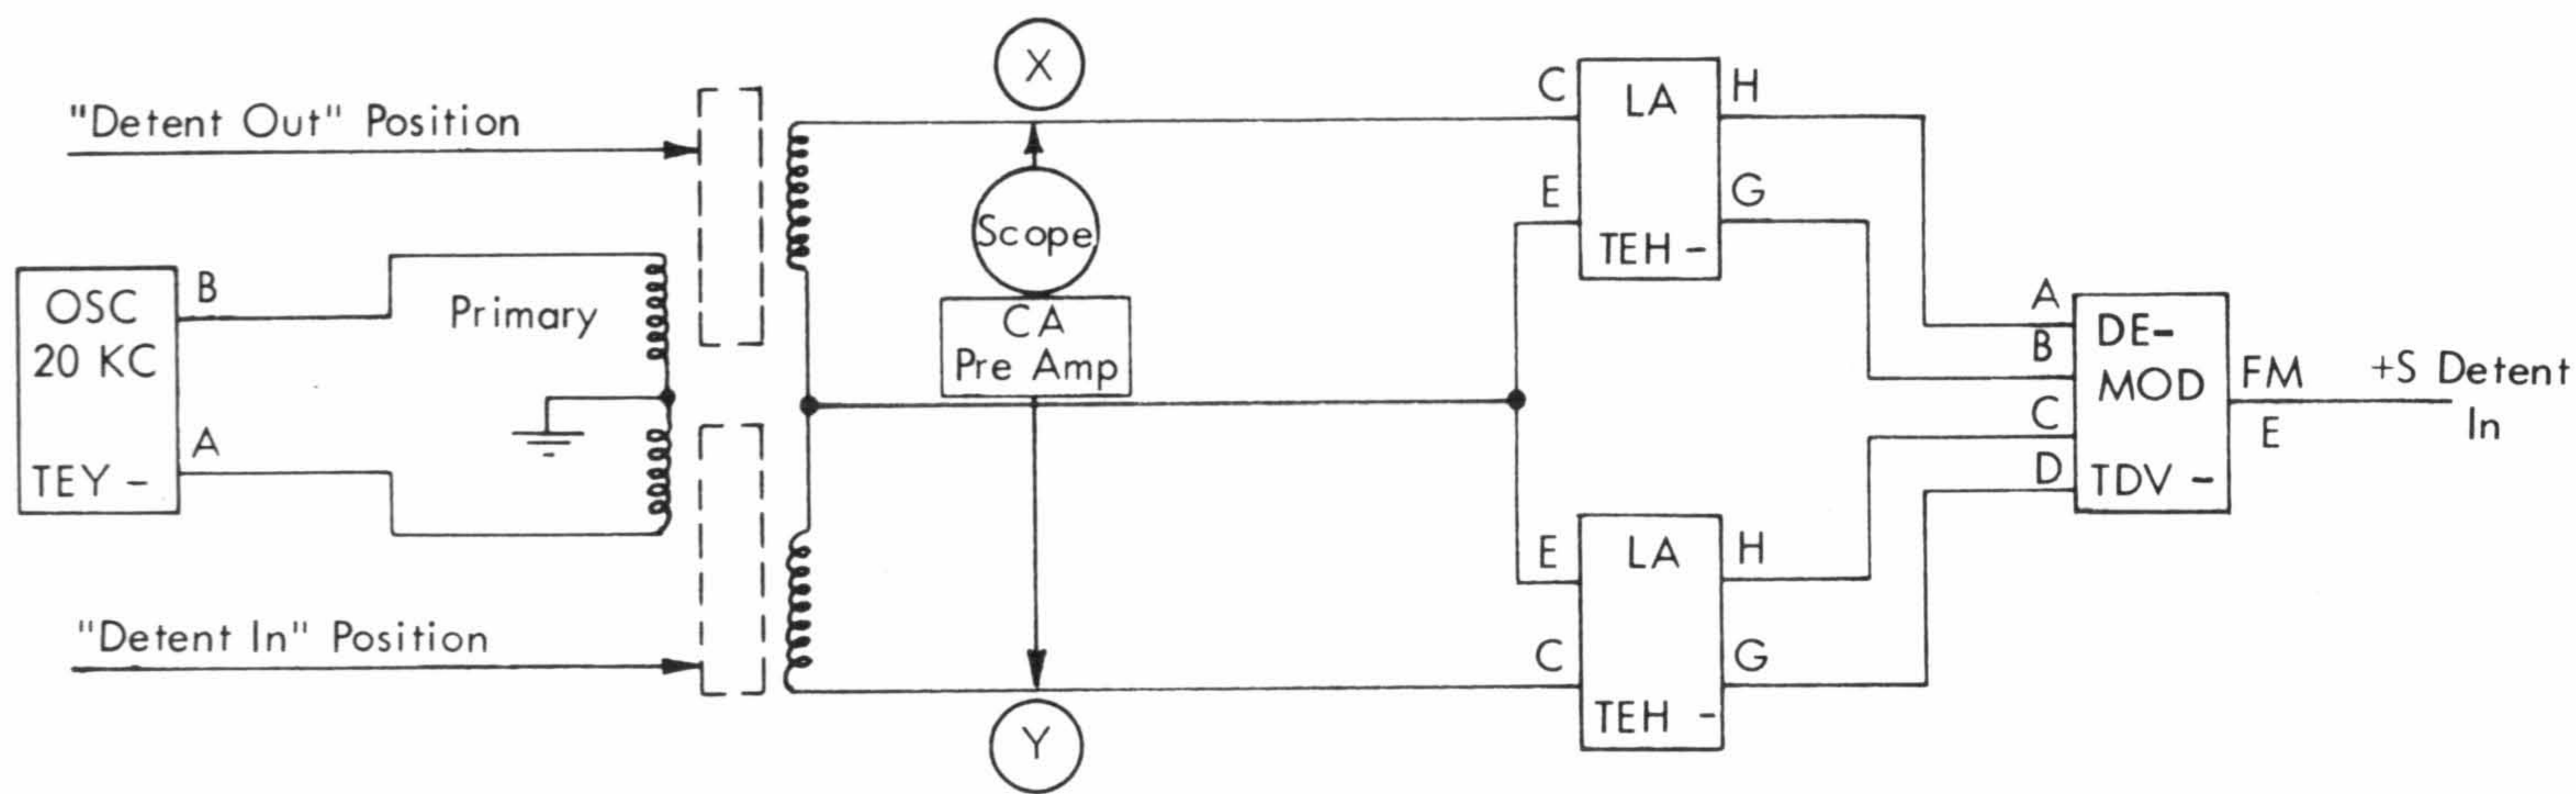 X
"Detent Out" Position
C
LA
H
E
G
TEH -
Scope
CA
Pre Amp
B
OSC
20 KC
Primary
A
TEY -
A
B
C
D
DE-
MOD
TDV -
FM
E
+S Detent
In
"Detent In" Position
E
LA
H
C
G
TEH -
Y